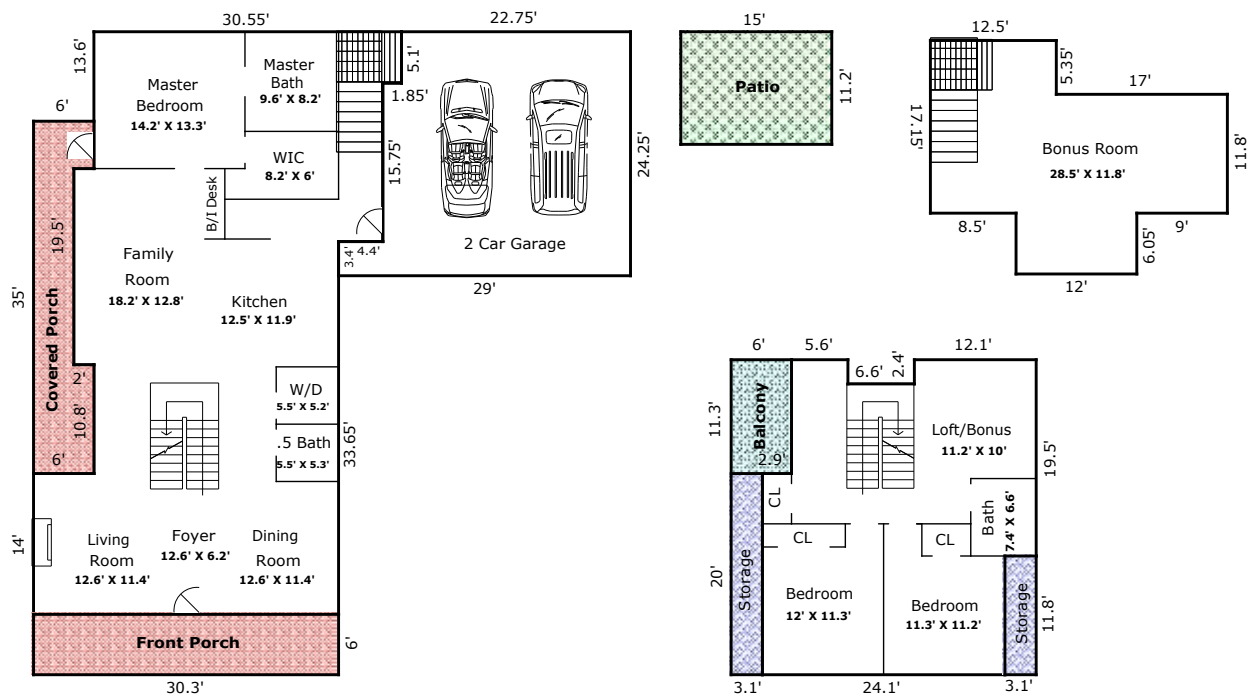 30.55'
22.75'
15'
12.5'
13.6'
Master
Bedroom
14.2' X 13.3'
Master
Bath
9.6' X 8.2'
5.1'
1.85'
Patio
11.2'
5.35'
17'
6'
WIC
8.2' X 6'
15.75'
24.25'
17.15'
Bonus Room
28.5' X 11.8'
11.8'
B/I Desk
19.5'
Family
Room
18.2' X 12.8'
3.4'
4.4'
2 Car Garage
8.5'
6.05'
9'
35'
Covered Porch
Kitchen
12.5' X 11.9'
29'
12'
2'
10.8'
6'
W/D
5.5' X 5.2'
.5 Bath
5.5' X 5.3'
33.65'
6'
5.6'
6.6'
2.4'
12.1'
11.3'
Balcony
2.9'
Loft/Bonus
11.2' X 10'
19.5'
14'
Living
Room
12.6' X 11.4'
Foyer
12.6' X 6.2'
Dining
Room
12.6' X 11.4'
CL
CL
CL
Bath
7.4' X 6.6'
20'
Storage
Bedroom
12' X 11.3'
Bedroom
11.3' X 11.2'
Storage
11.8'
Front Porch
6'
30.3'
3.1'
24.1'
3.1'